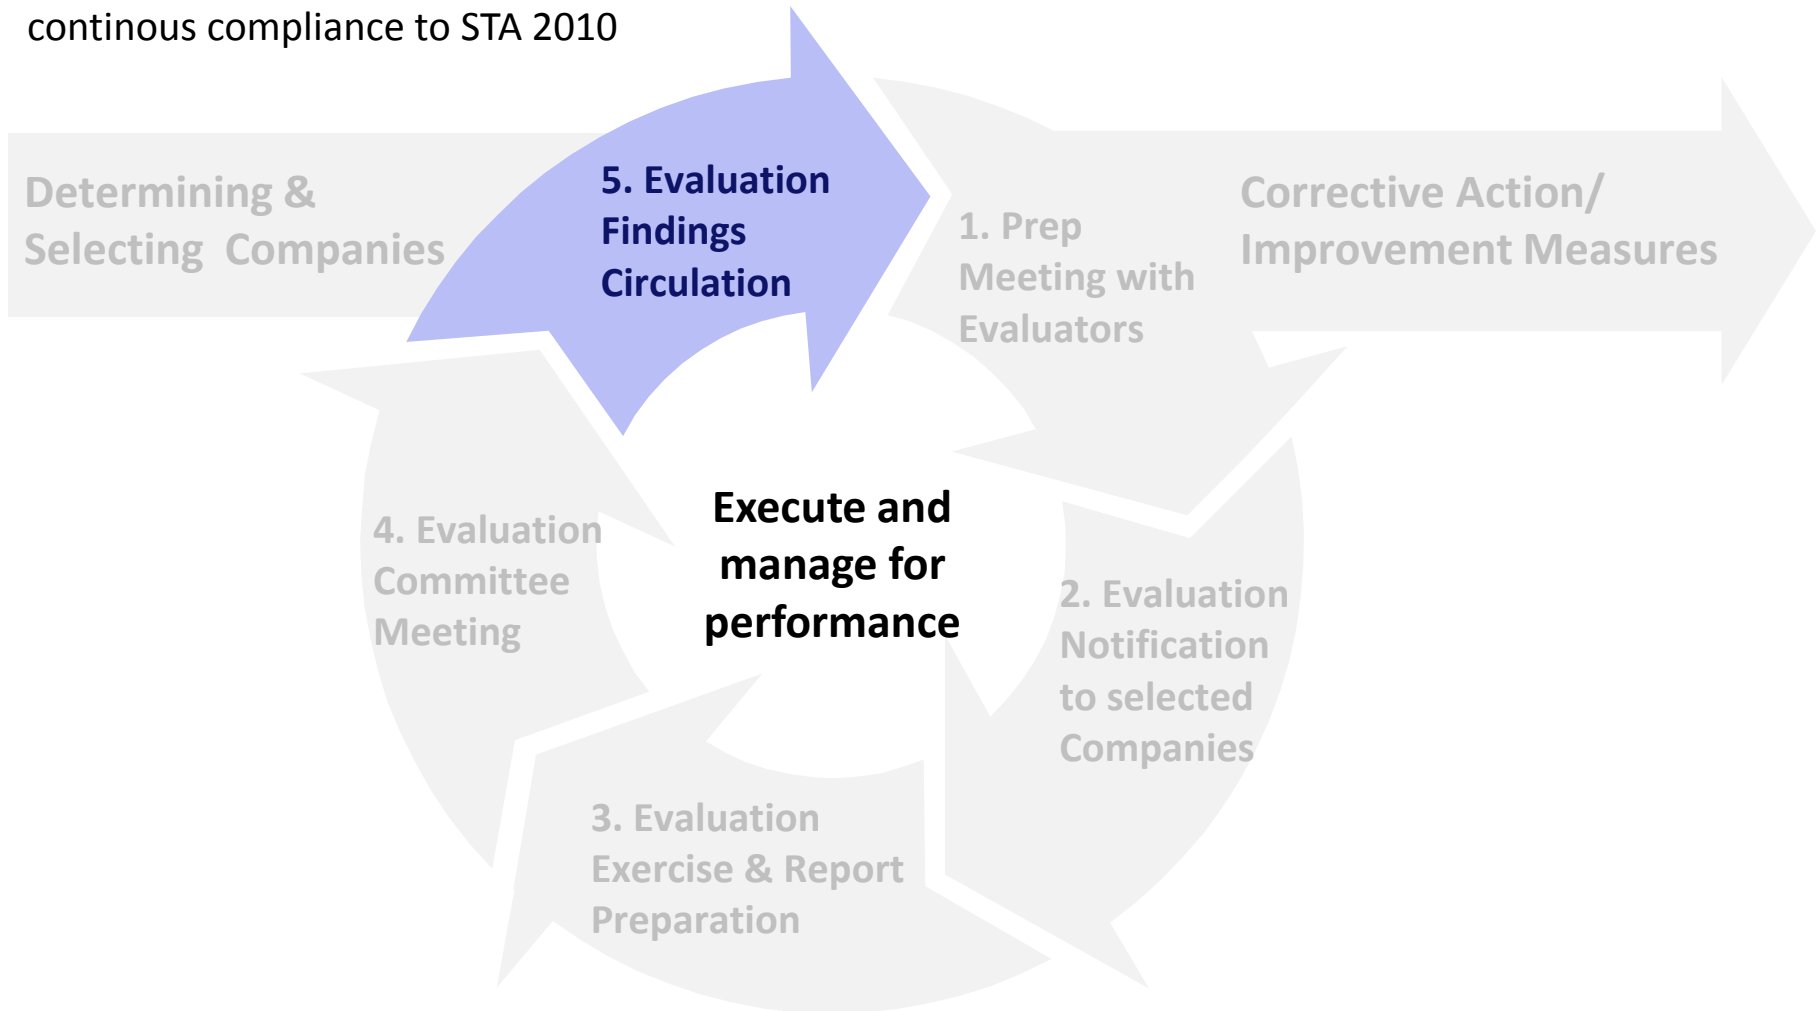 continous compliance to STA 2010
Determining &
Selecting Companies
5. Evaluation
Findings
Circulation
1. Prep
Meeting with
Evaluators
Corrective Action/
Improvement Measures
Execute and
manage for
performance
2. Evaluation
Notification
to selected
Companies
3. Evaluation
Exercise & Report
Preparation
4. Evaluation
Committee
Meeting